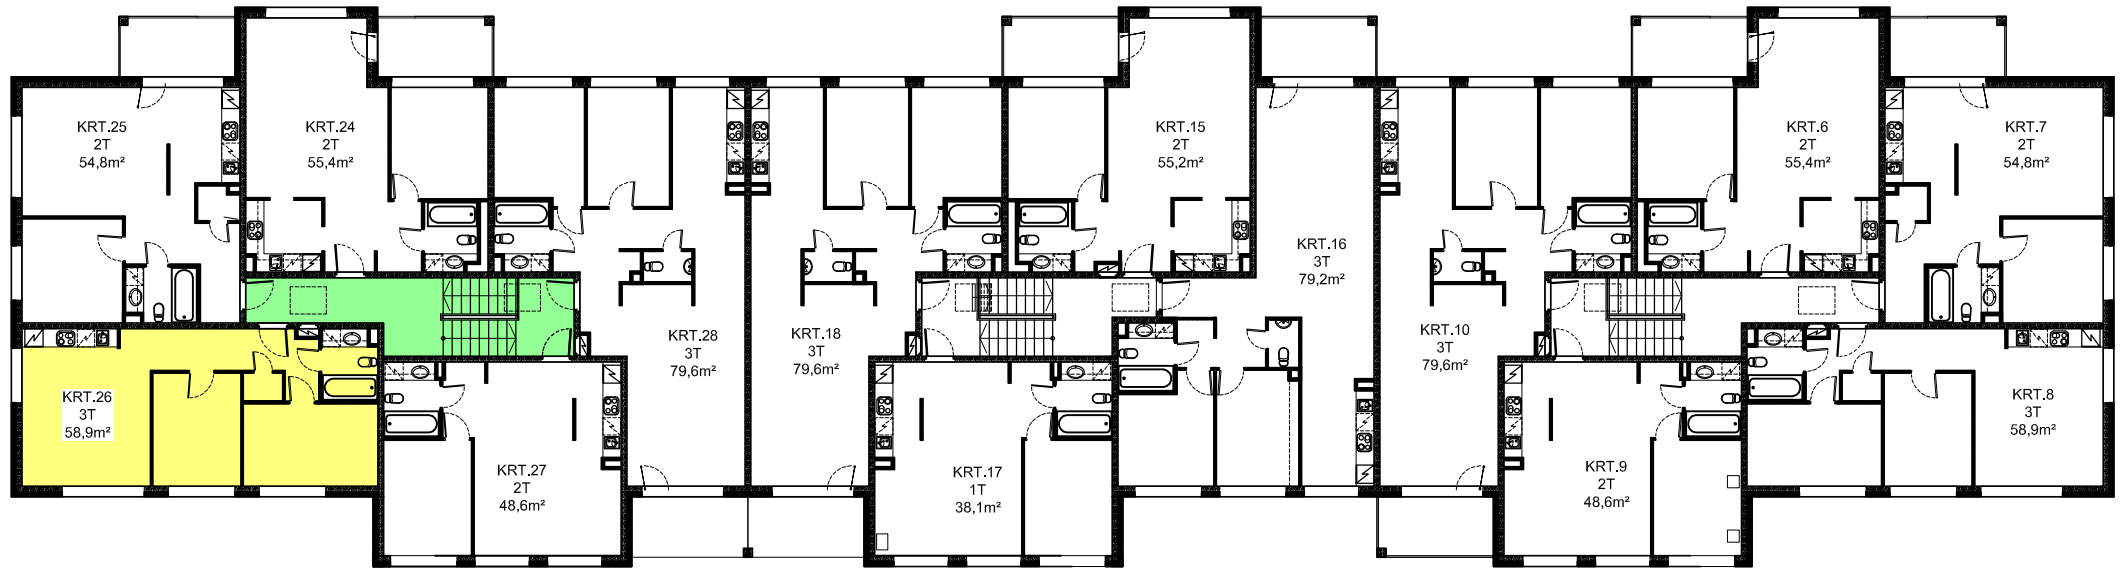 KRT.25
2T
54,8m²
KRT.24
2T
55,4m²
KRT.15
2T
55,2m²
KRT.6
2T
55,4m²
KRT.7
2T
54,8m²
KRT.16
3T
79,2m²
KRT.28
3T
79,6m²
KRT.18
3T
79,6m²
KRT.10
3T
79,6m²
KRT.26
3T
58,9m²
KRT.8
3T
58,9m²
KRT.27
2T
48,6m²
KRT.17
1T
38,1m²
KRT.9
2T
48,6m²